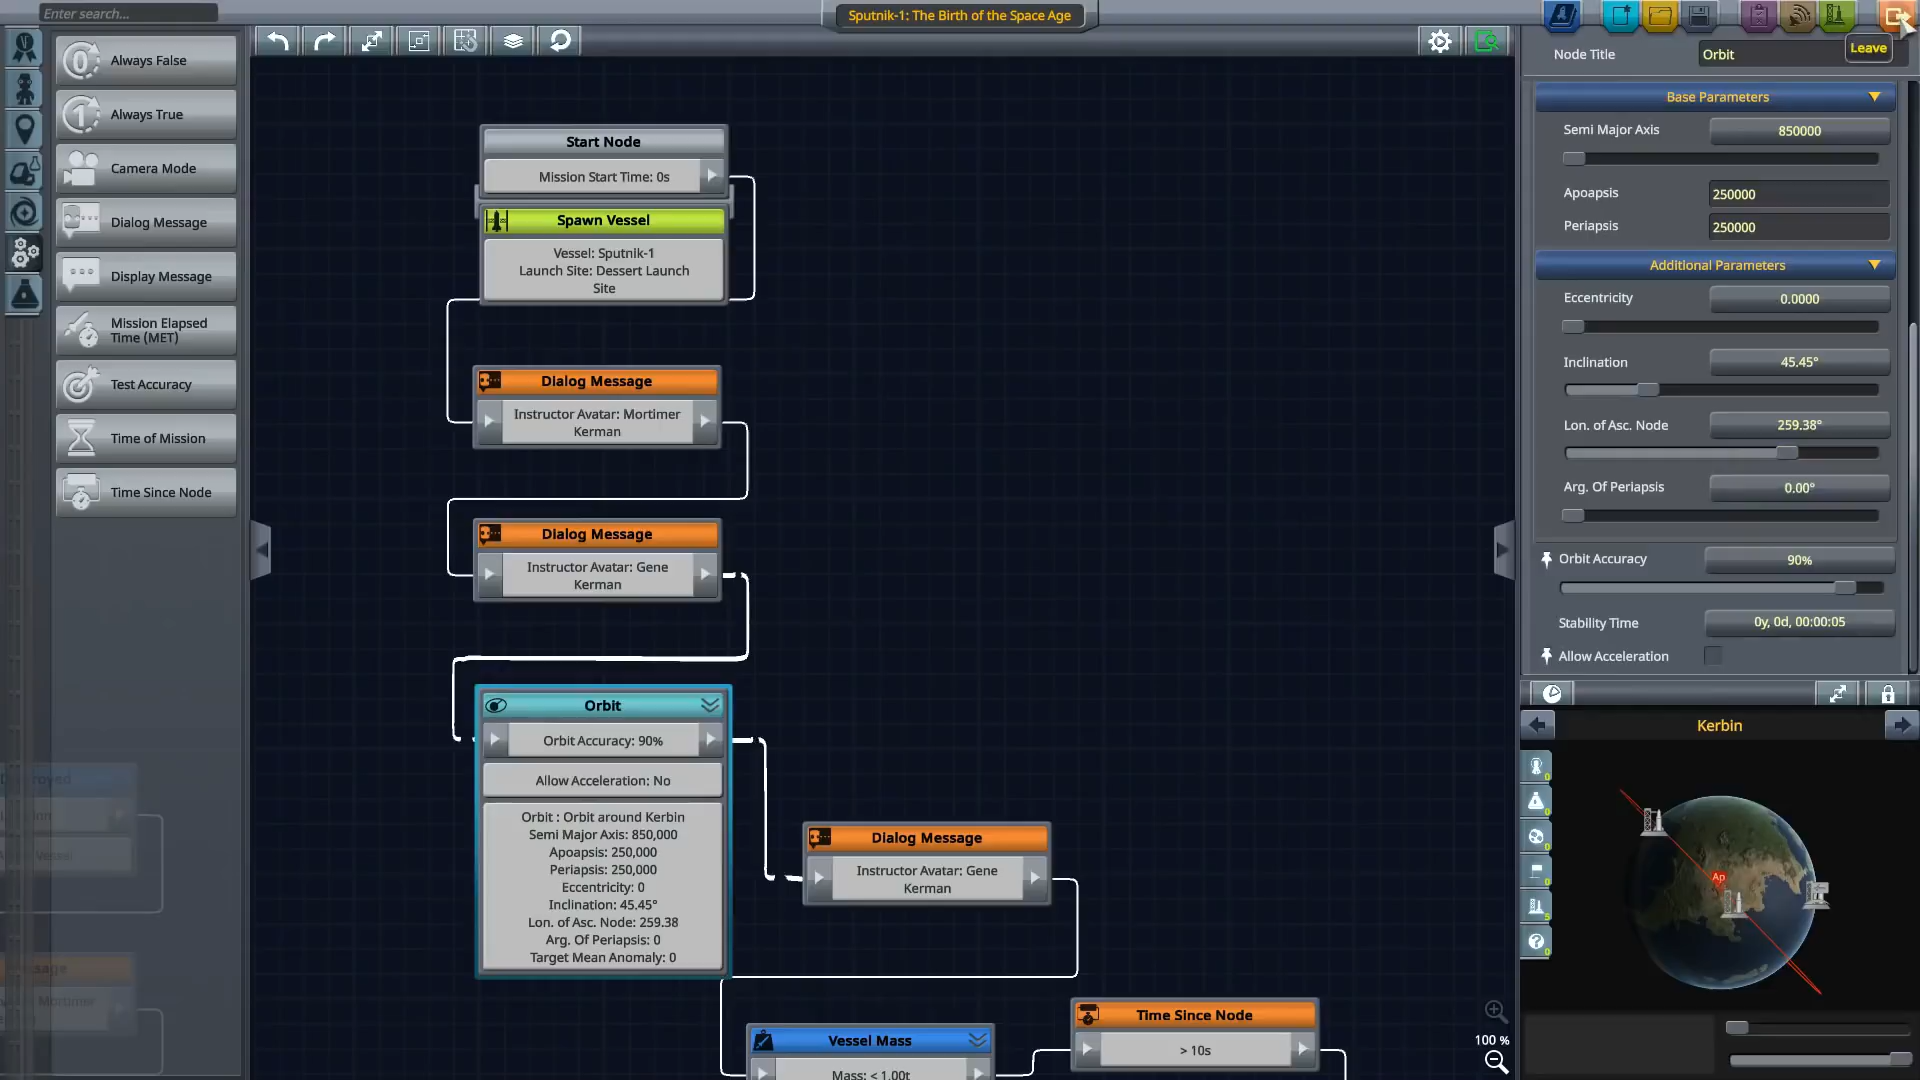 Enter search...
Sputnik-1: The Birth of the Space Age
Leave
Always False
Always True
Camera Mode
Dialog Message
Display Message
Mission Elapsed
Time (MET)
Test Accuracy
Time of Mission
Time Since Node
Start Node
Mission Start Time: 0s
Spawn Vessel
Vessel: Sputnik-1
Launch Site: Dessert Launch
Site
Dialog Message
Instructor Avatar: Mortimer
Kerman
Dialog Message
Instructor Avatar: Gene
Kerman
Orbit
Orbit Accuracy: 90%
Allow Acceleration: No
Orbit : Orbit around Kerbin
Semi Major Axis: 850,000
Apoapsis: 250,000
Periapsis: 250,000
Eccentricity: 0
Inclination: 45.45°
Lon. of Asc. Node: 259.38
Arg. Of Periapsis: 0
Target Mean Anomaly: 0
Dialog Message
Instructor Avatar: Gene
Kerman
Vessel Mass
Mass: < 1.00t
Time Since Node
> 10s
100 %
Node Title
Orbit
Base Parameters
Semi Major Axis
850000
Apoapsis
250000
Periapsis
250000
Additional Parameters
Eccentricity
0.0000
Inclination
45.45°
Lon. of Asc. Node
259.38°
Arg. Of Periapsis
0.00°
Orbit Accuracy
90%
Stability Time
0y, 0d, 00:00:05
Allow Acceleration
Kerbin
Ap